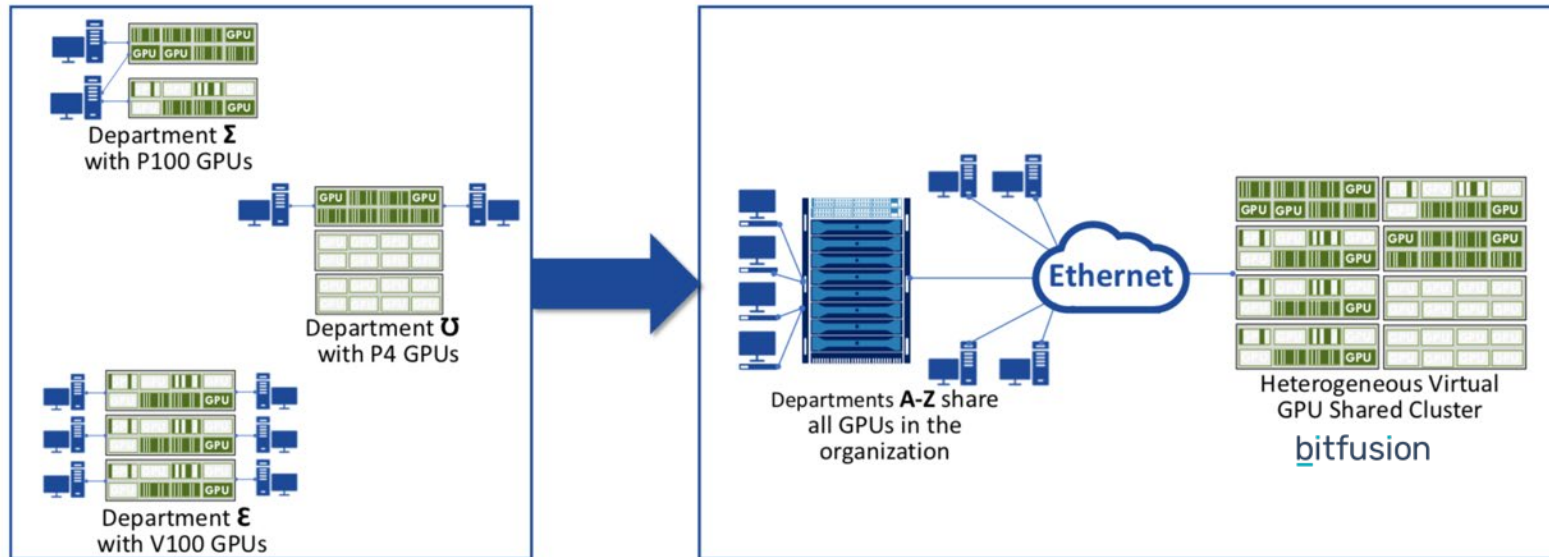 GPU
GPU GPU
GPU
GPU
Department Σ
with P100 GPUs
GPU GPU
Department Ʊ
with P4 GPUs
GPU
GPU
GPU
Department Ɛ
with V100 GPUs
Departments A-Z share
all GPUs in the
organization
Ethernet
GPU
GPU GPU
GPU
GPU
GPU GPU
GPU
GPU
Heterogeneous Virtual
GPU Shared Cluster
bitfusion